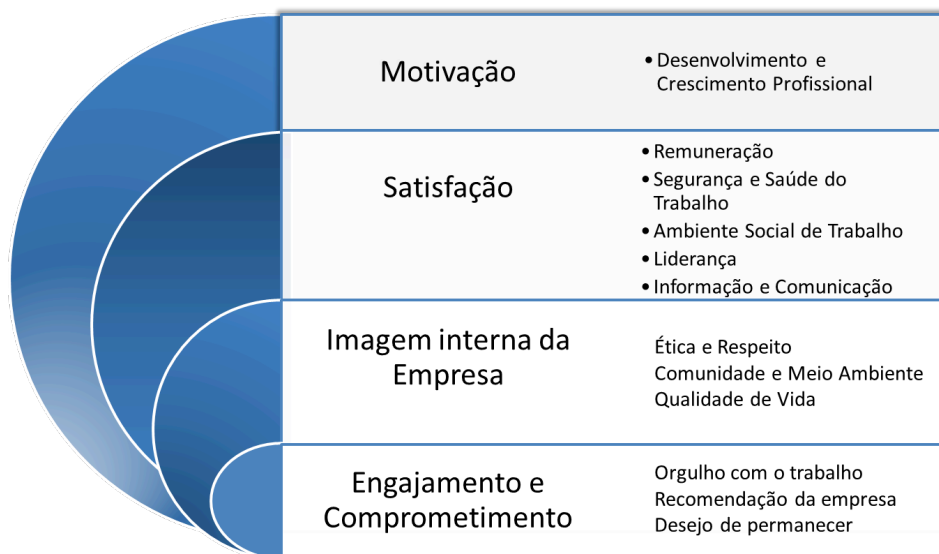 Motivação
• Desenvolvimento e
Crescimento Profissional
Satisfação
• Remuneração
• Segurança e Saúde do
Trabalho
• Ambiente Social de Trabalho
• Liderança
• Informação e Comunicação
Imagem interna da
Empresa
Ética e Respeito
Comunidade e Meio Ambiente
Qualidade de Vida
Engajamento e
Comprometimento
Orgulho com o trabalho
Recomendação da empresa
Desejo de permanecer